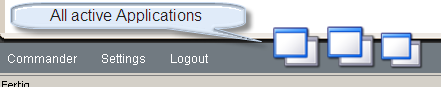 All active Applications
Commander Settings Logout
Fertig